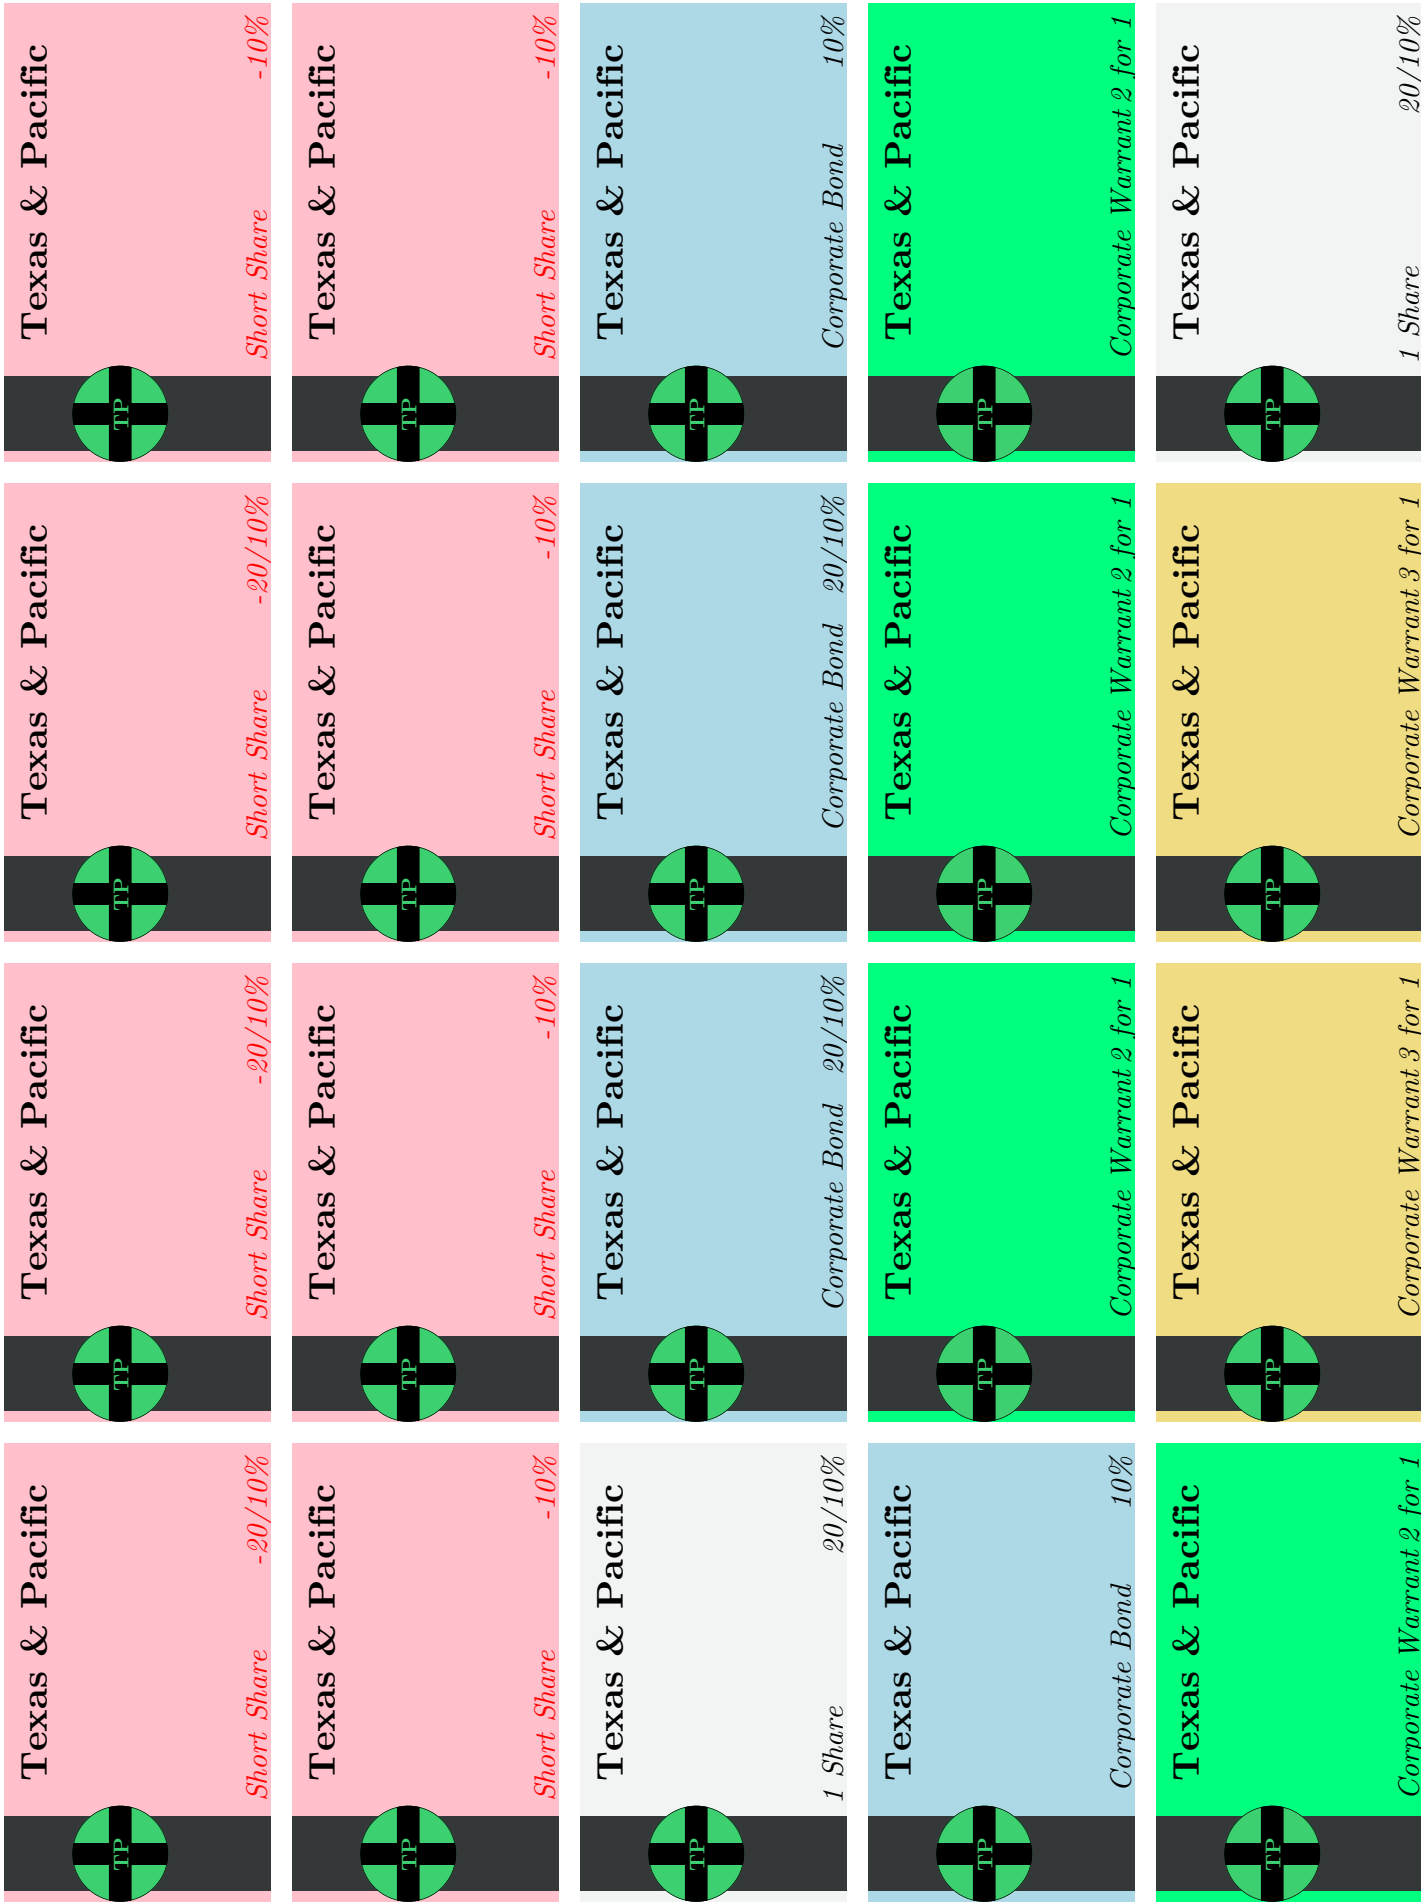 Texas & Pacific
Short Share -10%
TP
Texas & Pacific
Short Share -10%
TP
Texas & Pacific
Corporate Bond 10%
TP
Texas & Pacific
Corporate Warrant 2 for 1
TP
Texas & Pacific
1 Share 20/10%
TP
Texas & Pacific
Short Share -20/10%
TP
Texas & Pacific
Short Share -10%
TP
Texas & Pacific
Corporate Bond 20/10%
TP
Texas & Pacific
Corporate Warrant 2 for 1
TP
Texas & Pacific
Corporate Warrant 3 for 1
TP
Texas & Pacific
Short Share -20/10%
TP
Texas & Pacific
Short Share -10%
TP
Texas & Pacific
Corporate Bond 20/10%
TP
Texas & Pacific
Corporate Warrant 2 for 1
TP
Texas & Pacific
Corporate Warrant 3 for 1
TP
Texas & Pacific
Short Share -20/10%
TP
Texas & Pacific
Short Share -10%
TP
Texas & Pacific
1 Share 20/10%
TP
Texas & Pacific
Corporate Bond 10%
TP
Texas & Pacific
Corporate Warrant 2 for 1
TP